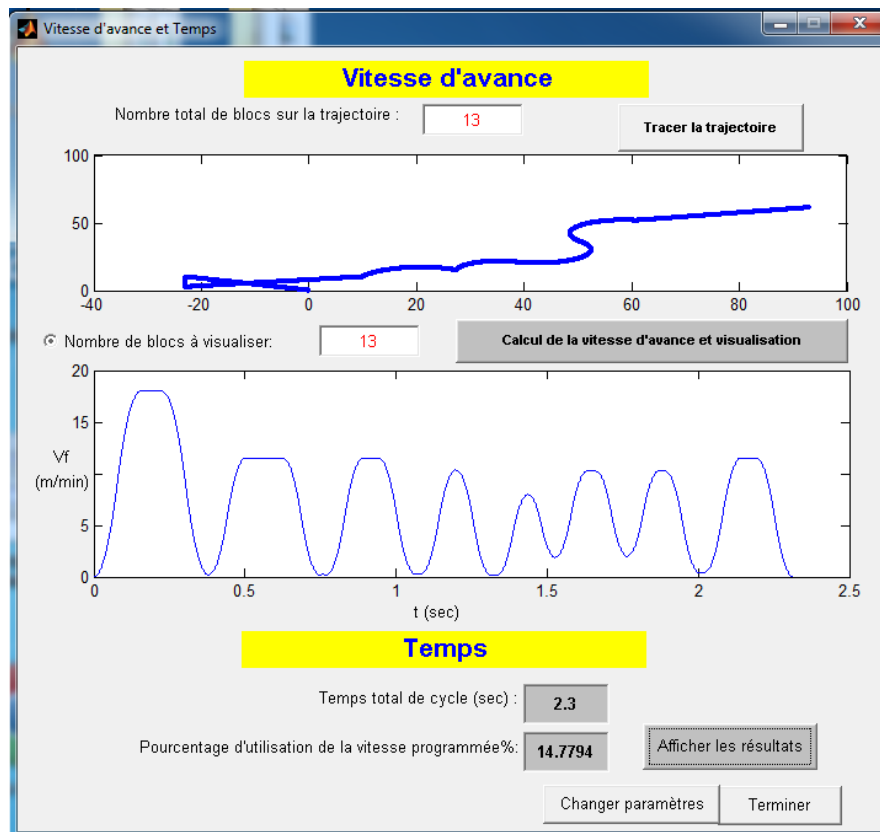 Vitesse d'avance et Temps
Vitesse d'avance
Nombre total de blocs sur la trajectoire : 13
Tracer la trajectoire
100
50
0
-40 -20 0 20 40 60 80 100
Nombre de blocs à visualiser: 13
Calcul de la vitesse d'avance et visualisation
20
15
10
5
0
Vf
(m/min)
0 0.5 1 1.5 2 2.5
t (sec)
Temps
Temps total de cycle (sec) : 2.3
Pourcentage d'utilisation de la vitesse programmée%: 14.7794
Afficher les résultats
Changer paramètres
Terminer